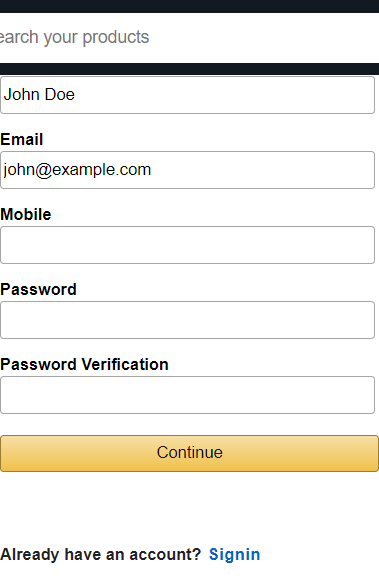 earch your products
John Doe
Email
john@example.com
Mobile
Password
Password Verification
Continue
Already have an account? Signin